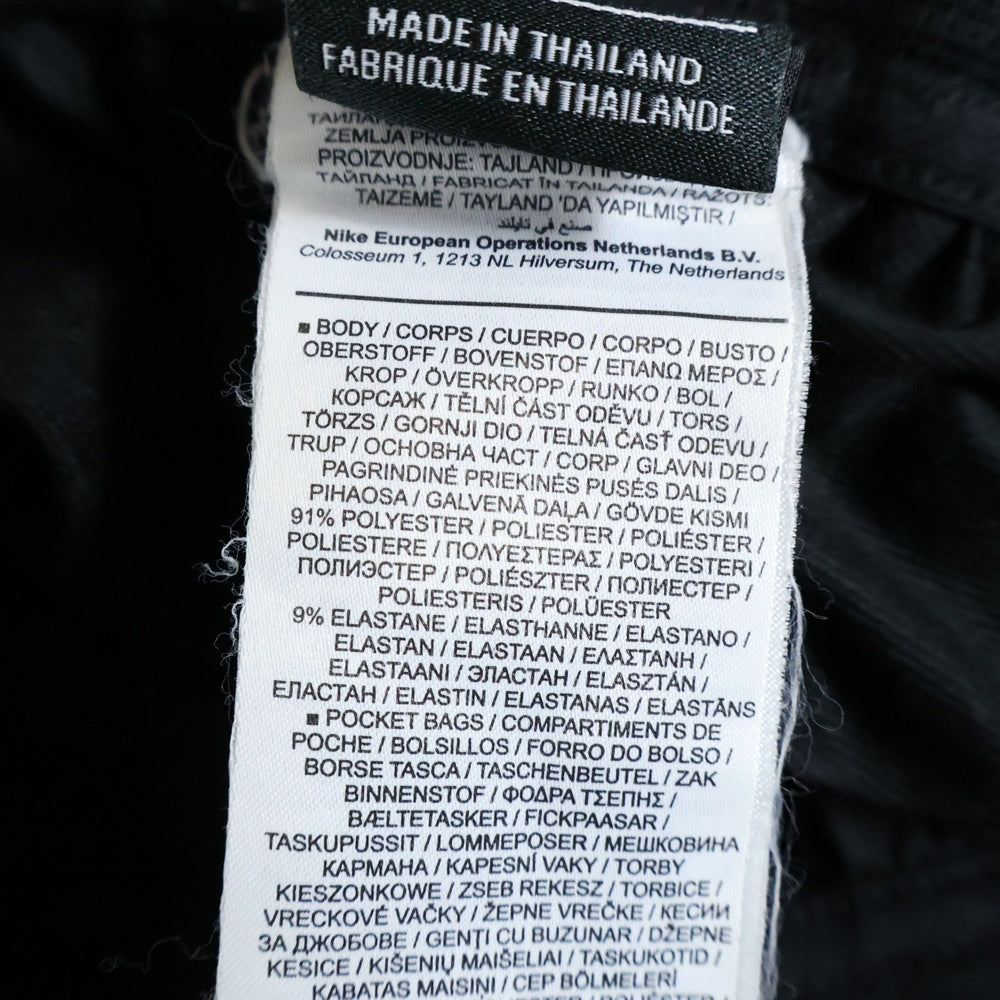 MADE IN THAILAND
FABRIQUE EN THAILANDE
ZEMLJA
PROIZVODNJE: TAJLAND /
ТАЙЛАНД / FABRICAT ÎN TAILANDA / RAŽOTS:
TAIZEMĒ / TAYLAND 'DA YAPILMIŞTIR /
صنع في تايلند
Nike European Operations Netherlands B.V.
Colosseum 1, 1213 NL Hilversum, The Netherlands
■ BODY / CORPS / CUERPO / CORPO / BUSTO /
OBERSTOFF / BOVENSTOF / ΕΠΑΝΩ ΜΕΡΟΣ /
KROP / ÖVERKROPP / RUNKO / BOL /
КОРСАЖ / TĚLNÍ ČÁST ODĚVU / TORS /
TÖRZS / GORNJI DIO / TELNÁ ČASŤ ODEVU /
TRUP / ОСНОВНА ЧАСТ / CORP / GLAVNI DEO /
PAGRINDINĖ PRIEKINĖS PUSĖS DALIS /
PIHAOSA / GALVENĀ DAĻA / GÖVDE KISMI
91% POLYESTER / POLIESTER / POLIÉSTER /
POLIESTERE / ΠΟΛΥΕΣΤΕΡΑΣ / POLYESTERI /
ПОЛИЭСТЕР / POLIÉSZTER / ПОЛИЕСТЕР /
POLIESTERIS / POLÜESTER
9% ELASTANE / ELASTHANNE / ELASTANO /
ELASTAN / ELASTAAN / ΕΛΑΣΤΑΝΗ /
ELASTAANI / ЭЛАСТАН / ELASZTÁN /
ЕЛАСТАН / ELASTIN / ELASTANAS / ELASTĀNS
■ POCKET BAGS / COMPARTIMENTS DE
POCHE / BOLSILLOS / FORRO DO BOLSO /
BORSE TASCA / TASCHENBEUTEL / ZAK
BINNENSTOF / ΦΟΔΡΑ ΤΣΕΠΗΣ /
BÆLTETASKER / FICKPAASAR /
TASKUPUSSIT / LOMMEPOSER / МЕШКОВИНА
КАРМАНА / KAPESNÍ VAKY / TORBY
KIESZONKOWE / ZSEB REKESZ / TORBICE /
VRECKOVÉ VAČKY / ŽEPNE VREČKE / КЕСИИ
ЗА ДЖОБОВЕ / GENȚI CU BUZUNAR / DŽEPNE
KESICE / KIŠENIŲ MAIŠELIAI / TASKUKOTID /
KABATAS MAISINI / CEP BÖLMELERİ